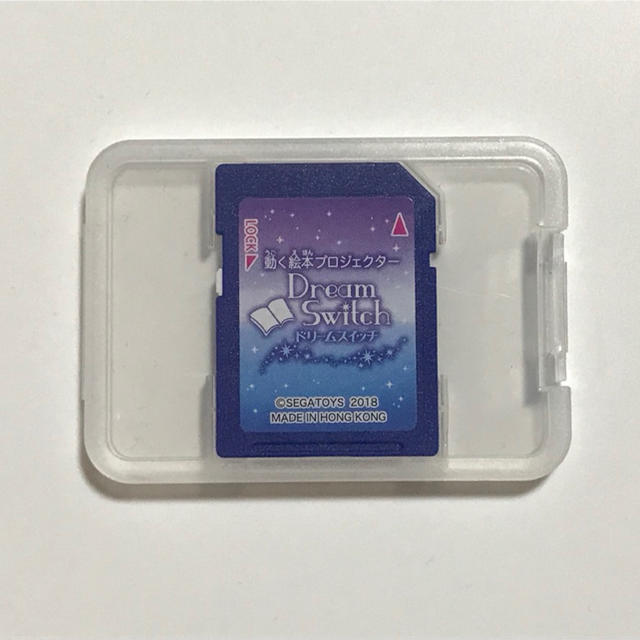 LOCK
動く絵本プロジェクター
Dream
Switch
ドリームスイッチ
©SEGATOYS 2018
MADE IN HONG KONG